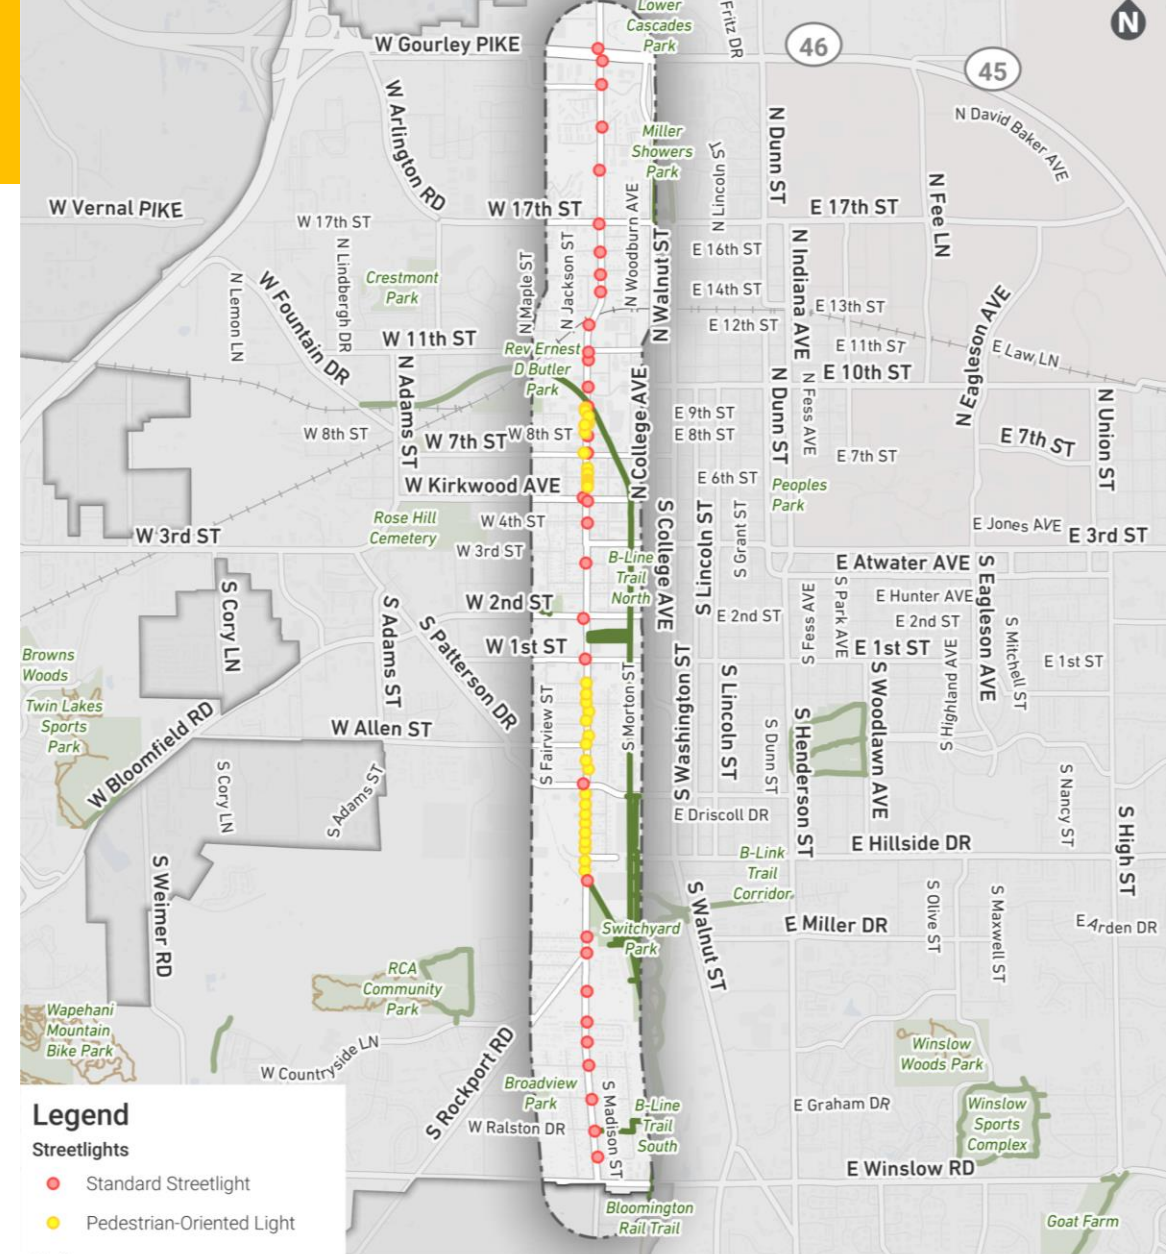 Lower
Cascades
Park
Fritz DR
N
W Gourley PIKE
46
45
W Arlington RD
N Dunn ST
N David Baker AVE
Miller
Showers
Park
N Lincoln ST
N Fee LN
W Vernal PIKE
W 17th ST
W 17th ST
E 17th ST
N Woodburn AVE
N Jackson ST
N Maple ST
N Walnut ST
E 16th ST
N Indiana AVE
N Lindbergh DR
N Lemon LN
W Fountain DR
Crestmont
Park
E 14th ST
E 13th ST
N Eagleson AVE
E 12th ST
W 11th ST
E 11th ST
E Law LN
Rev Ernest
D Butler
Park
N Adams ST
N College AVE
E 10th ST
N Dunn ST
N Fess AVE
N Union ST
E 9th ST
W 8th ST
W 8th ST
E 8th ST
W 7th ST
E 7th ST
E 7th ST
E 6th ST
W Kirkwood AVE
Peoples
Park
Rose Hill
Cemetery
W 4th ST
S College AVE
S Lincoln ST
S Grant ST
E Jones AVE
W 3rd ST
W 3rd ST
E 3rd ST
B-Line
Trail
North
E Atwater AVE
S Eagleson AVE
S Cory LN
S Adams ST
S Patterson DR
W 2nd ST
E 2nd ST
S Fess AVE
S Park AVE
E Hunter AVE
E 2nd ST
S Mitchell ST
W 1st ST
E 1st ST
E 1st ST
S Highland AVE
Browns
Woods
Twin Lakes
Sports
Park
W Bloomfield RD
W Allen ST
S Fairview ST
S Morton ST
S Washington ST
S Lincoln ST
S Dunn ST
S Henderson ST
S Woodlawn AVE
S Cory LN
S Adams ST
S Nancy ST
E Driscoll DR
S High ST
E Hillside DR
S Weimer RD
B-Link
Trail
Corridor
S Walnut ST
S Olive ST
S Maxwell ST
E Miller DR
E Arden DR
Switchyard
Park
RCA
Community
Park
Wapehani
Mountain
Bike Park
W Countryside LN
S Rockport RD
Winslow
Woods Park
Broadview
Park
S Madison ST
B-Line
Trail
South
E Graham DR
Winslow
Sports
Complex
W Ralston DR
E Winslow RD
Bloomington
Rail Trail
Goat Farm
Legend
Streetlights
Standard Streetlight
Pedestrian-Oriented Light